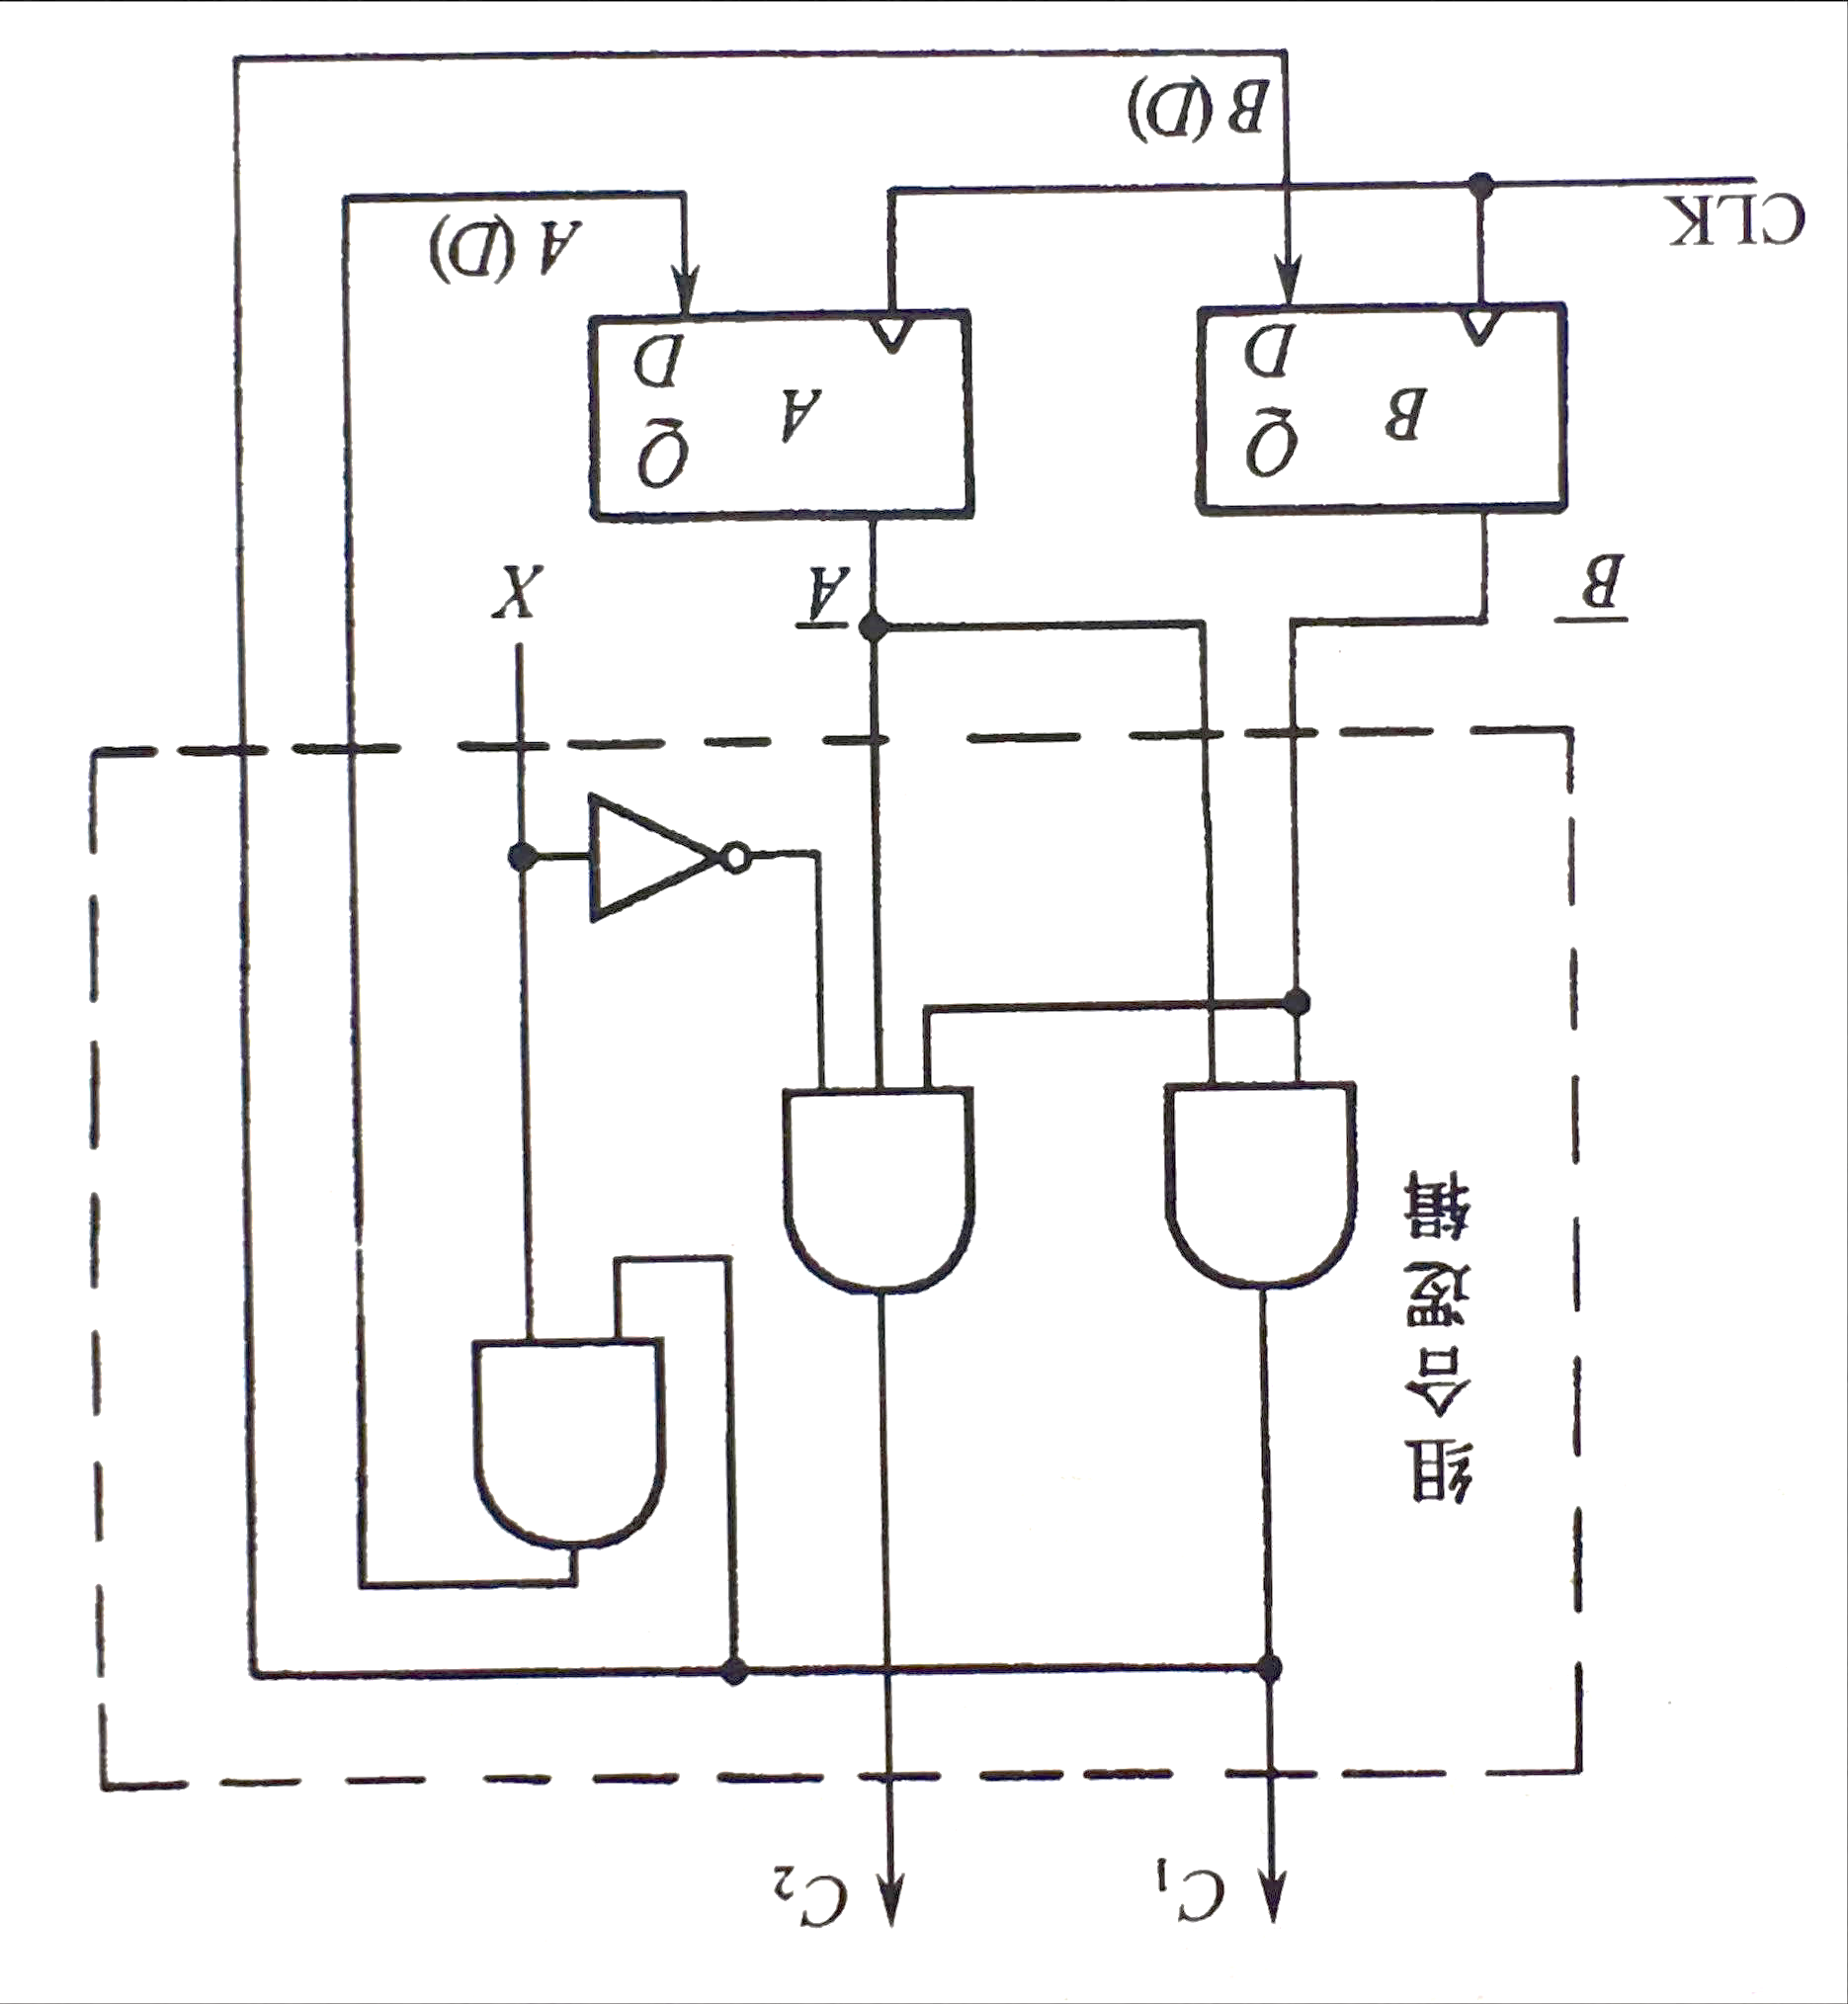 C₁
C₂
组合逻辑
B̅
A̅
X
Q
B
D
Q
A
D
A (D)
CLK
B (D)